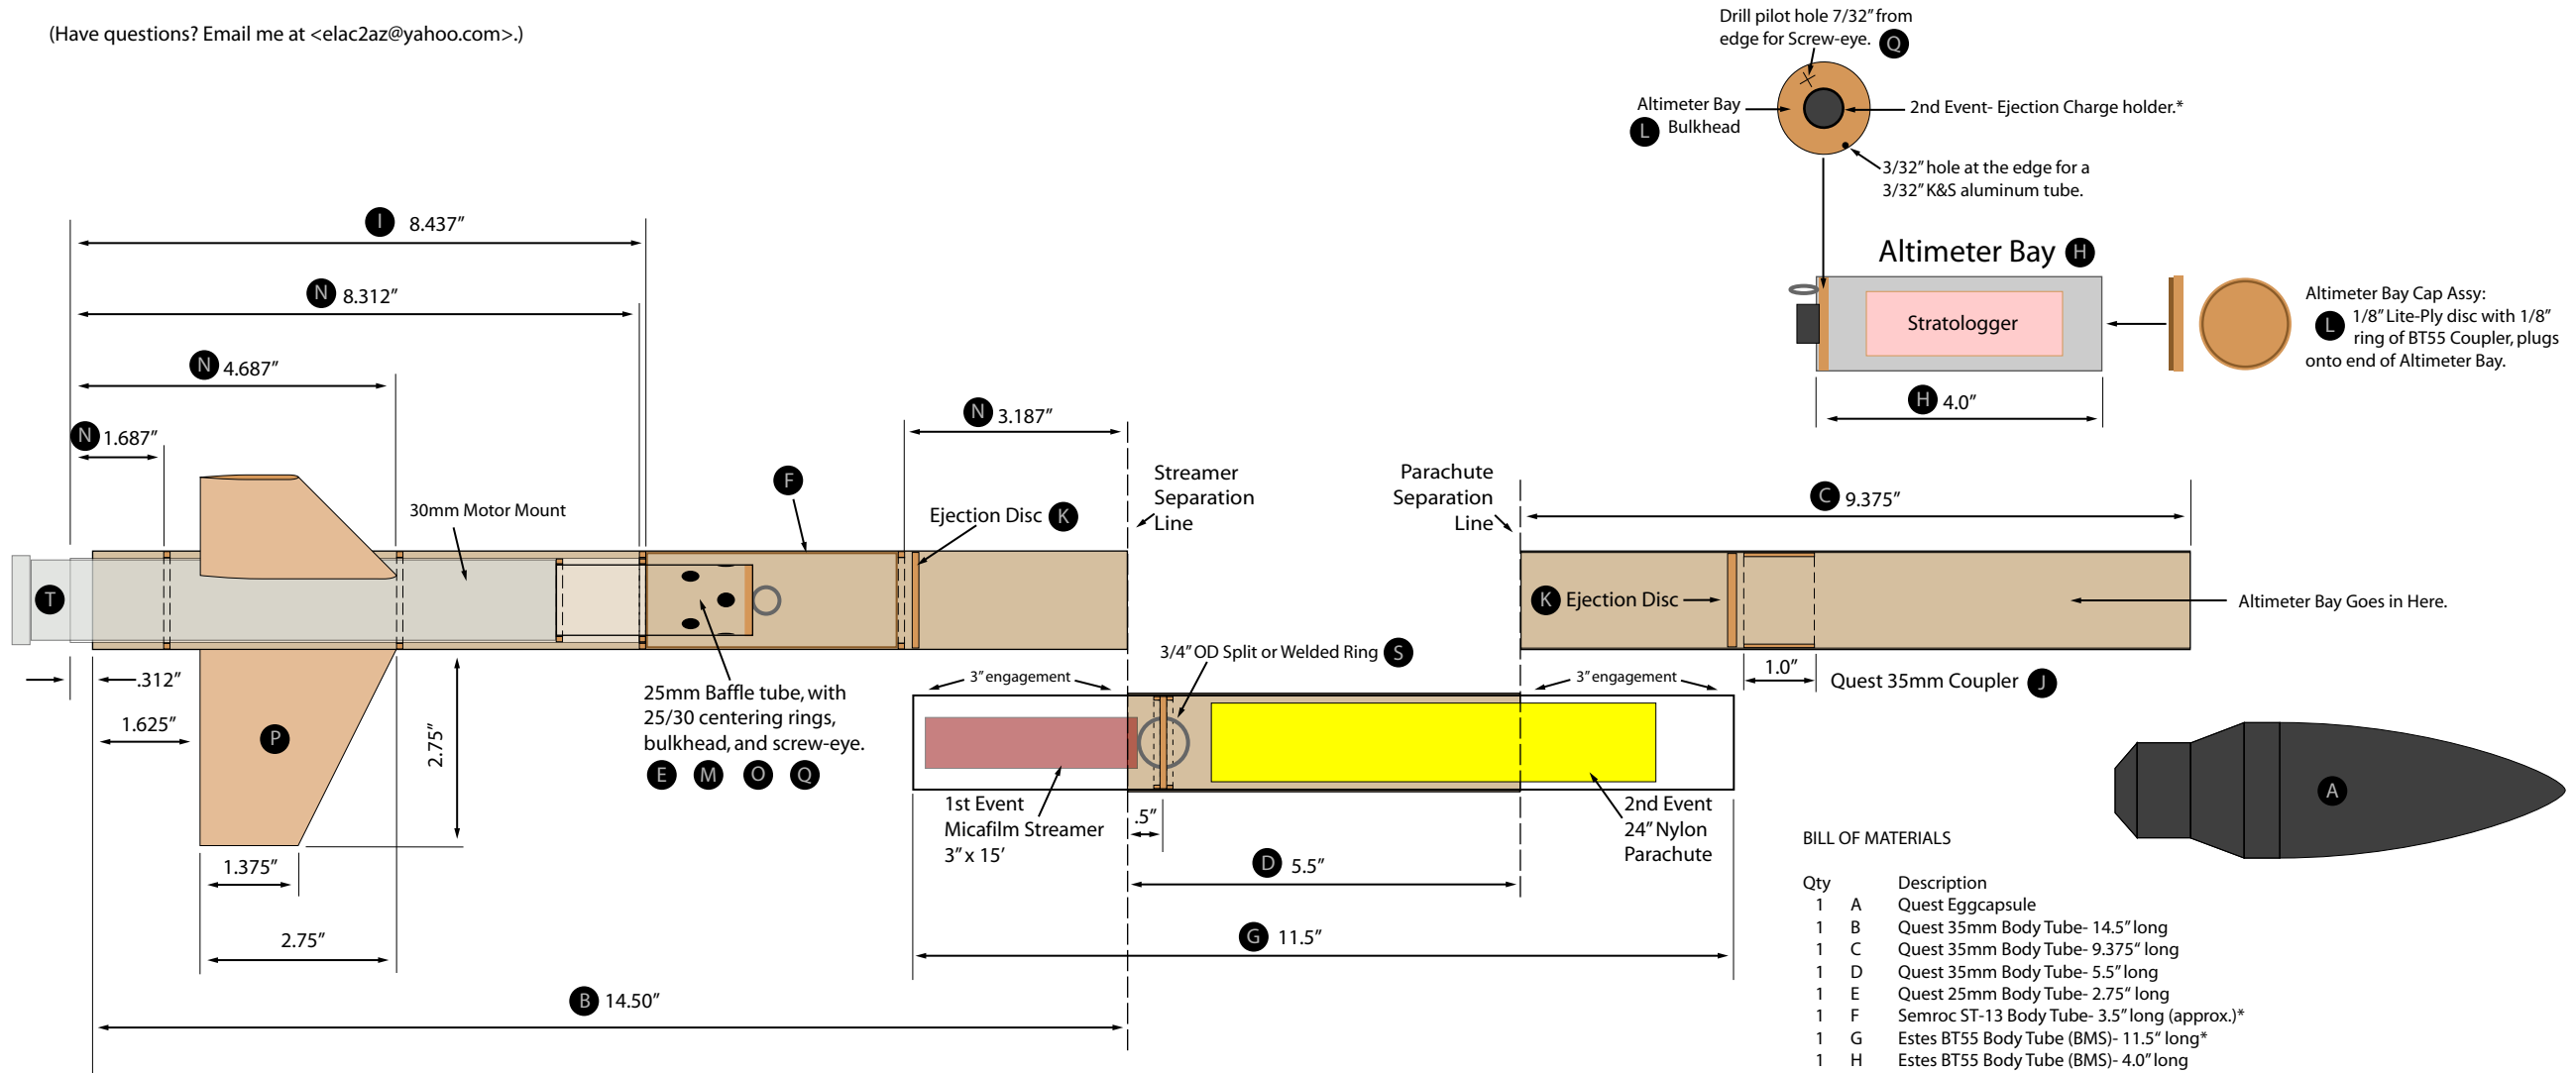 (Have questions? Email me at <elac2az@yahoo.com>.)
Drill pilot hole 7/32” from
edge for Screw-eye. Q
Altimeter Bay
L Bulkhead
2nd Event- Ejection Charge holder.*
3/32” hole at the edge for a
3/32” K&S aluminum tube.
Altimeter Bay H
Stratologger
Altimeter Bay Cap Assy:
L 1/8” Lite-Ply disc with 1/8”
ring of BT55 Coupler, plugs
onto end of Altimeter Bay.
H 4.0”
I 8.437”
N 8.312”
N 4.687”
N 1.687”
N 3.187”
F
30mm Motor Mount
Ejection Disc K
Streamer
Separation
Line
Parachute
Separation
Line
C 9.375”
T
K Ejection Disc
Altimeter Bay Goes in Here.
.312”
1.625”
P
2.75”
25mm Baffle tube, with
25/30 centering rings,
bulkhead, and screw-eye.
E M O Q
3/4” OD Split or Welded Ring S
3” engagement
3” engagement
1.0”
Quest 35mm Coupler J
1st Event
Micafilm Streamer
3” x 15’
.5”
2nd Event
24” Nylon
Parachute
D 5.5”
A
1.375”
2.75”
G 11.5”
B 14.50”
BILL OF MATERIALS
Qty Description
1 A Quest Eggcapsule
1 B Quest 35mm Body Tube- 14.5” long
1 C Quest 35mm Body Tube- 9.375“ long
1 D Quest 35mm Body Tube- 5.5” long
1 E Quest 25mm Body Tube- 2.75“ long
1 F Semroc ST-13 Body Tube- 3.5” long (approx.)*
1 G Estes BT55 Body Tube (BMS)- 11.5“ long*
1 H Estes BT55 Body Tube (BMS)- 4.0” long